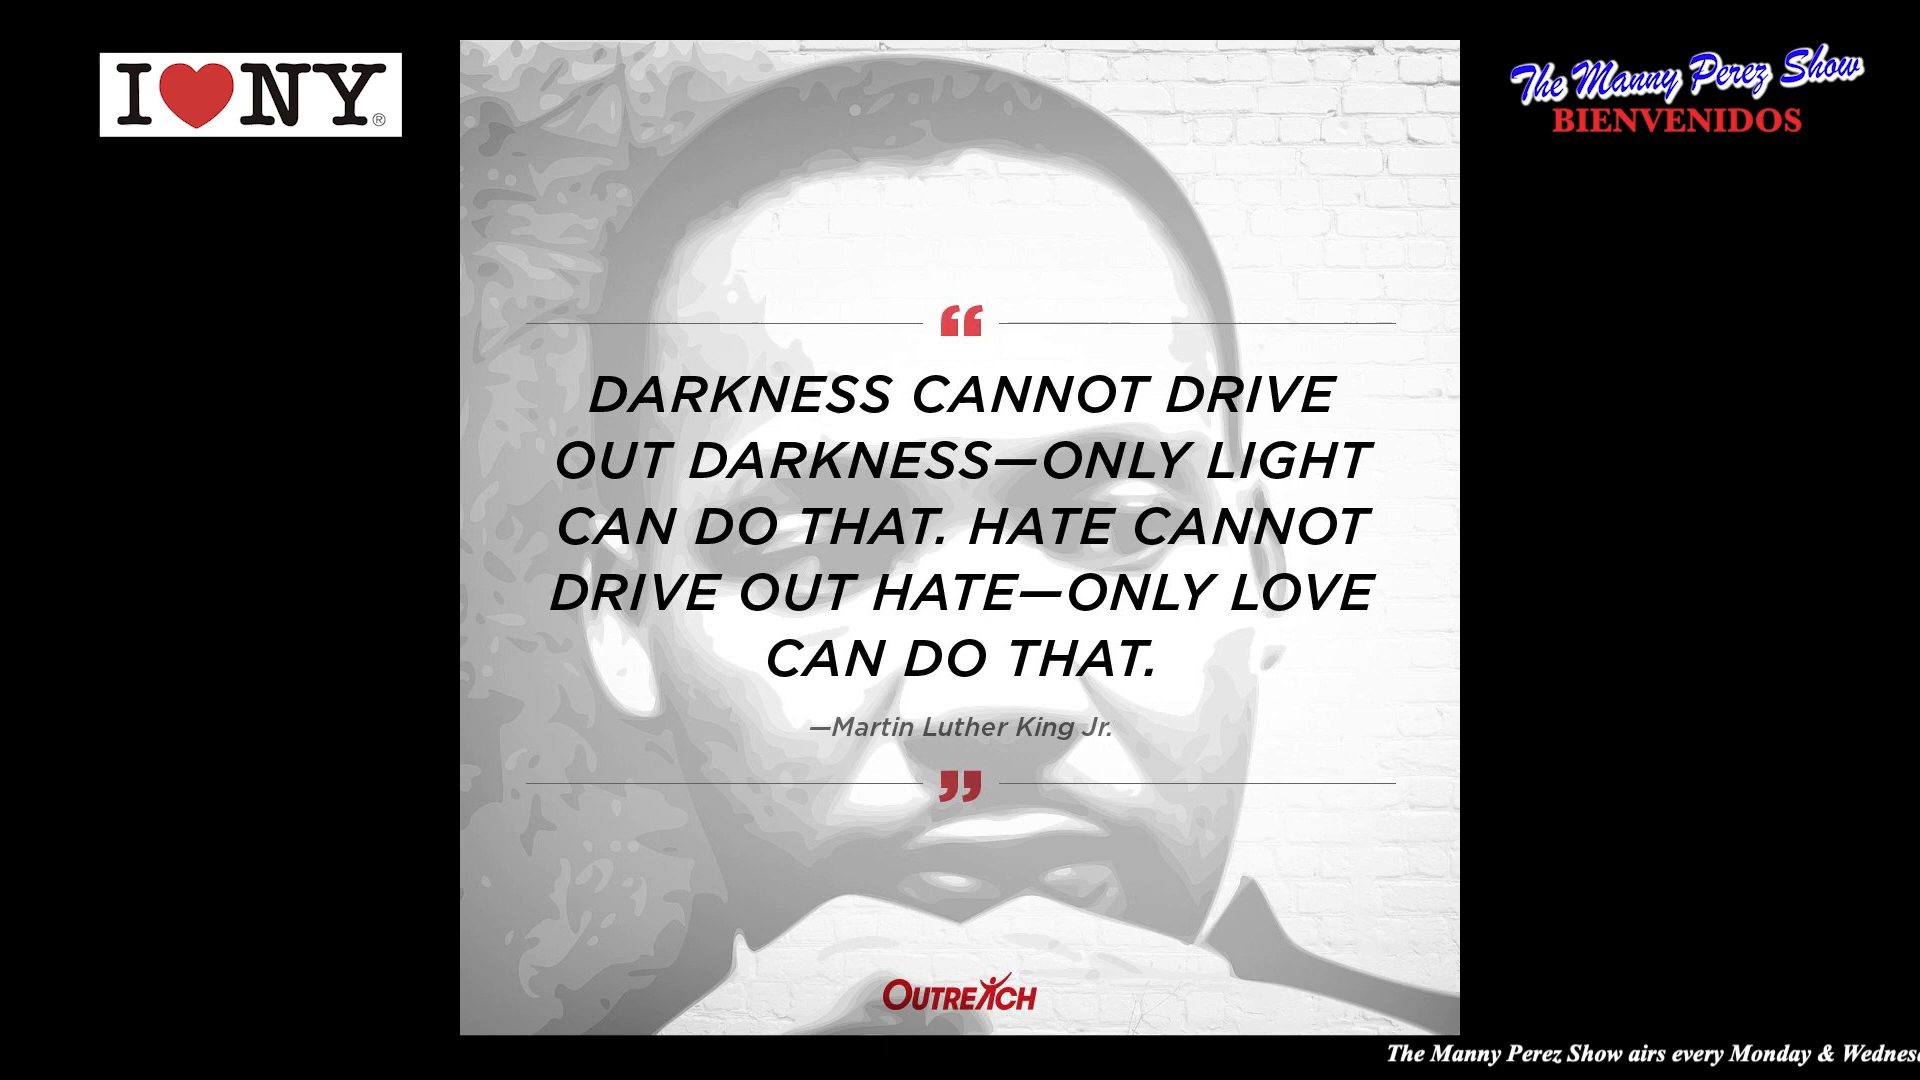 I ❤ NY®
The Manny Perez Show
BIENVENIDOS
“
DARKNESS CANNOT DRIVE
OUT DARKNESS—ONLY LIGHT
CAN DO THAT. HATE CANNOT
DRIVE OUT HATE—ONLY LOVE
CAN DO THAT.
—Martin Luther King Jr.
”
OUTREACH
The Manny Perez Show airs every Monday &